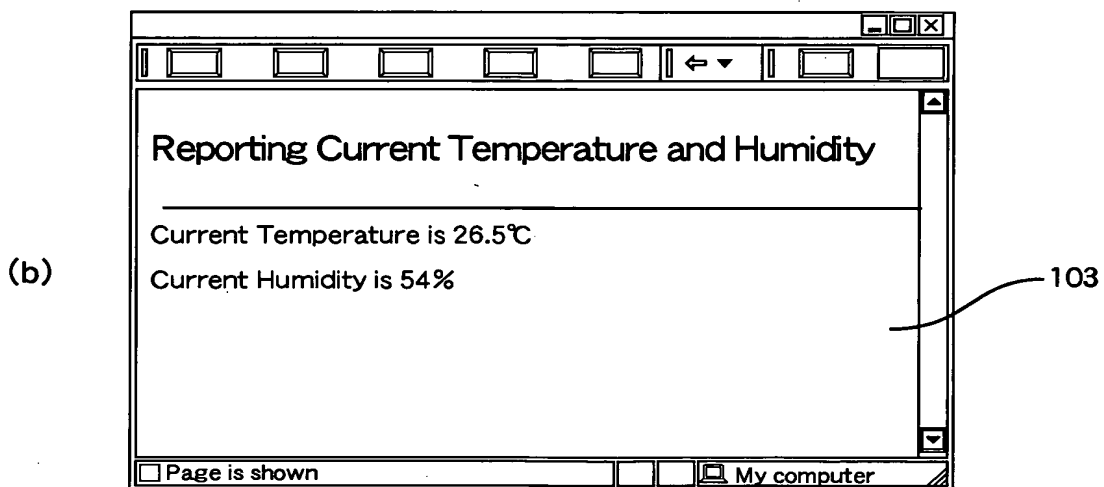 Reporting Current Temperature and Humidity
Current Temperature is 26.5℃
(b)
Current Humidity is 54%
103
Page is shown
My computer